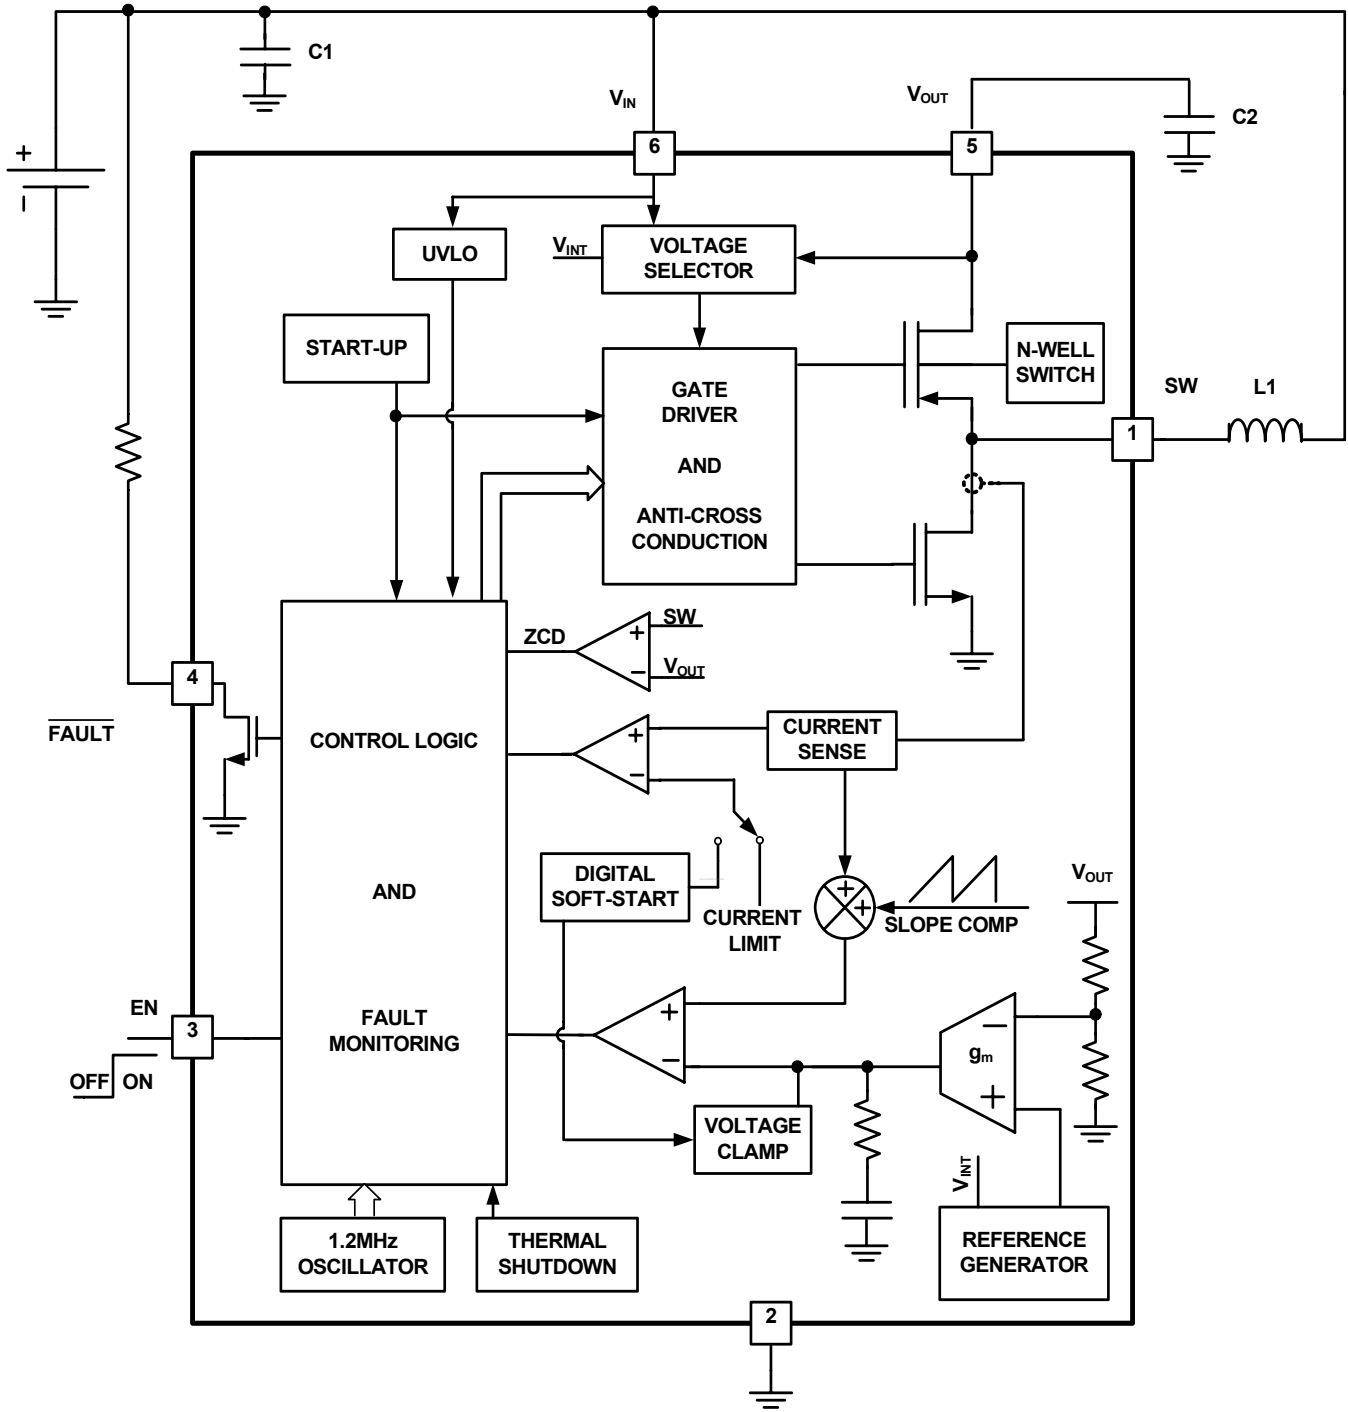 C1
VIN
VOUT
C2
6
5
+
–
UVLO
VINT
VOLTAGE
SELECTOR
START-UP
GATE
DRIVER
AND
ANTI-CROSS
CONDUCTION
N-WELL
SWITCH
SW
L1
1
ZCD
+
–
SW
VOUT
4
FAULT
CONTROL LOGIC
AND
FAULT
MONITORING
+
–
CURRENT
SENSE
DIGITAL
SOFT-START
CURRENT
LIMIT
+
+
SLOPE COMP
VOUT
EN
3
OFF
ON
+
–
gm
–
+
VOLTAGE
CLAMP
VINT
REFERENCE
GENERATOR
1.2MHz
OSCILLATOR
THERMAL
SHUTDOWN
2